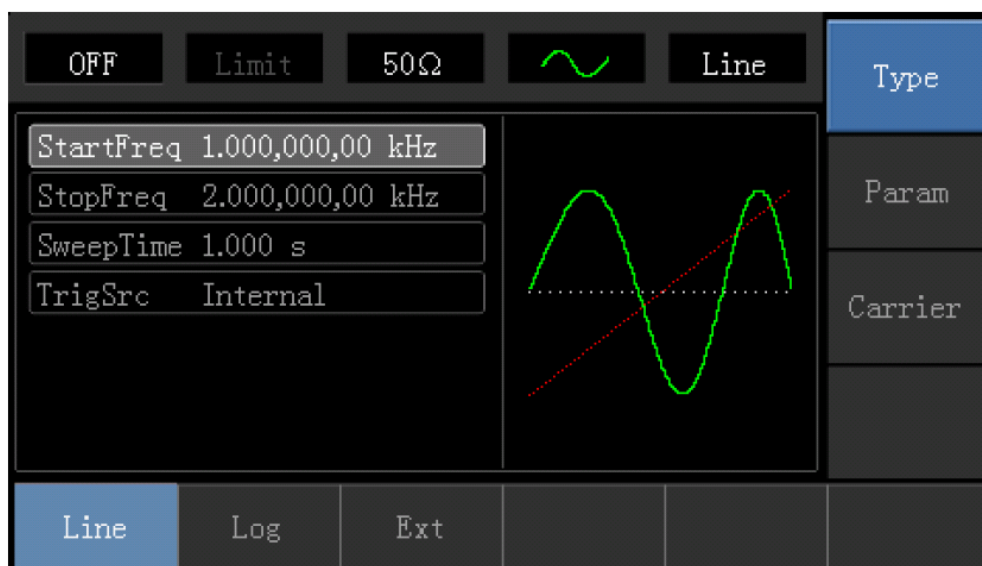 OFF Limit 50Ω Line
Type
StartFreq 1.000,000,00 kHz
StopFreq 2.000,000,00 kHz
Param
SweepTime 1.000 s
TrigSrc Internal
Carrier
Line Log Ext